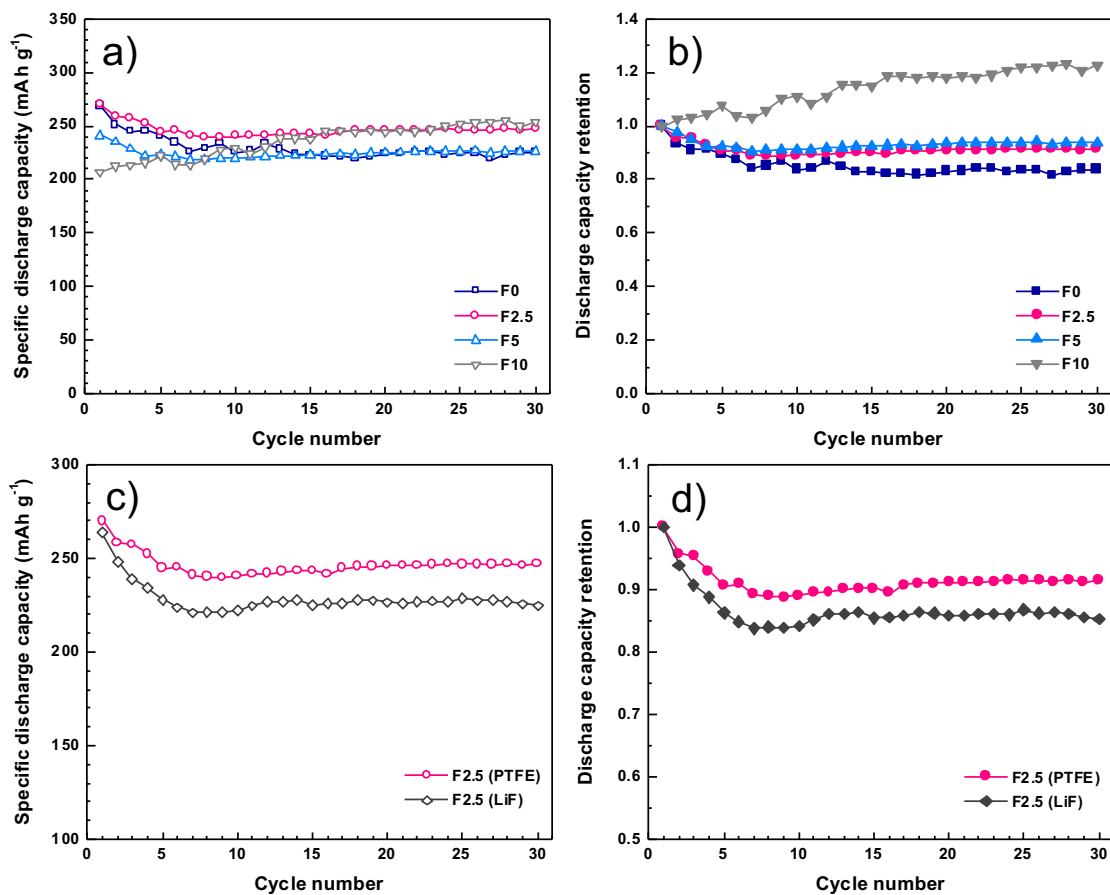 a)
Specific discharge capacity (mAh g⁻¹)
350
300
250
200
150
100
50
0
F0
F2.5
F5
F10
0 5 10 15 20 25 30
Cycle number
b)
Discharge capacity retention
1.4
1.2
1.0
0.8
0.6
0.4
0.2
0.0
F0
F2.5
F5
F10
0 5 10 15 20 25 30
Cycle number
c)
Specific discharge capacity (mAh g⁻¹)
300
250
200
150
100
F2.5 (PTFE)
F2.5 (LiF)
0 5 10 15 20 25 30
Cycle number
d)
Discharge capacity retention
1.1
1.0
0.9
0.8
0.7
0.6
0.5
F2.5 (PTFE)
F2.5 (LiF)
0 5 10 15 20 25 30
Cycle number